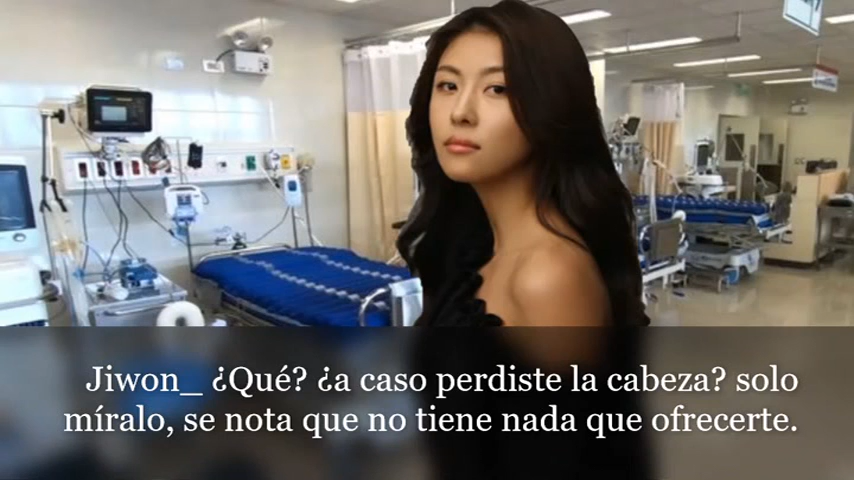 Jiwon_ ¿Qué? ¿a caso perdiste la cabeza? solo
míralo, se nota que no tiene nada que ofrecerte.